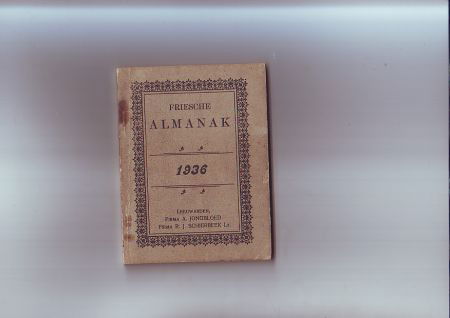 FRIESCHE
ALMANAK
1936
LEEUWARDEN,
FIRMA A. JONGBLOED
FIRMA R. J. SCHIERBEEK Lz.